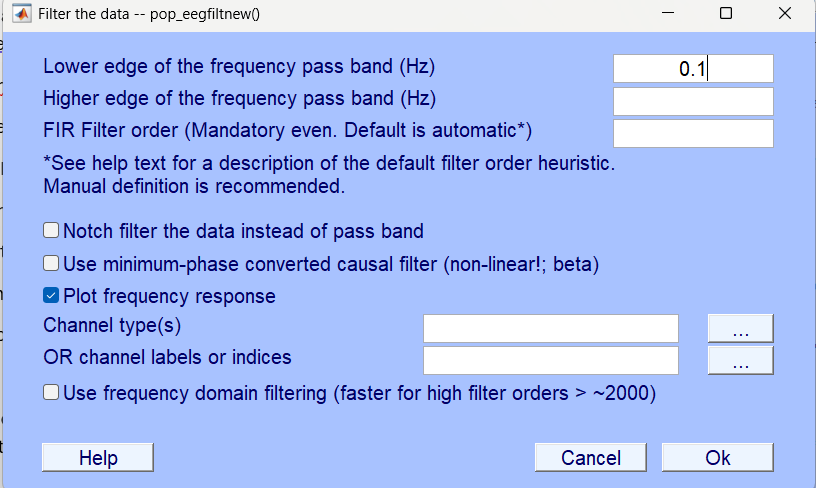 Filter the data -- pop_eegfiltnew()
Lower edge of the frequency pass band (Hz)
0.1
Higher edge of the frequency pass band (Hz)
FIR Filter order (Mandatory even. Default is automatic*)
*See help text for a description of the default filter order heuristic.
Manual definition is recommended.
Notch filter the data instead of pass band
Use minimum-phase converted causal filter (non-linear!; beta)
Plot frequency response
Channel type(s)
...
OR channel labels or indices
...
Use frequency domain filtering (faster for high filter orders > ~2000)
Help
Cancel
Ok